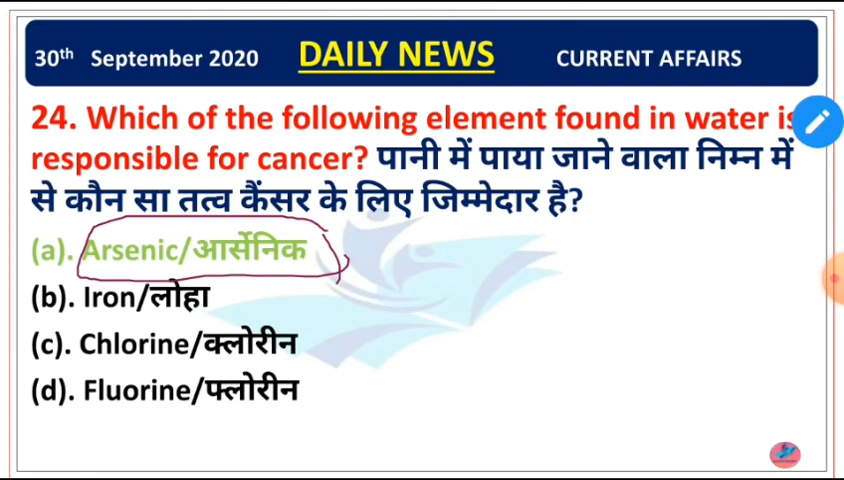 30th September 2020 DAILY NEWS CURRENT AFFAIRS
24. Which of the following element found in water is
responsible for cancer? पानी में पाया जाने वाला निम्न में
से कौन सा तत्व कैंसर के लिए जिम्मेदार है?
(a). Arsenic/आर्सेनिक
(b). Iron/लोहा
(c). Chlorine/क्लोरीन
(d). Fluorine/फ्लोरीन